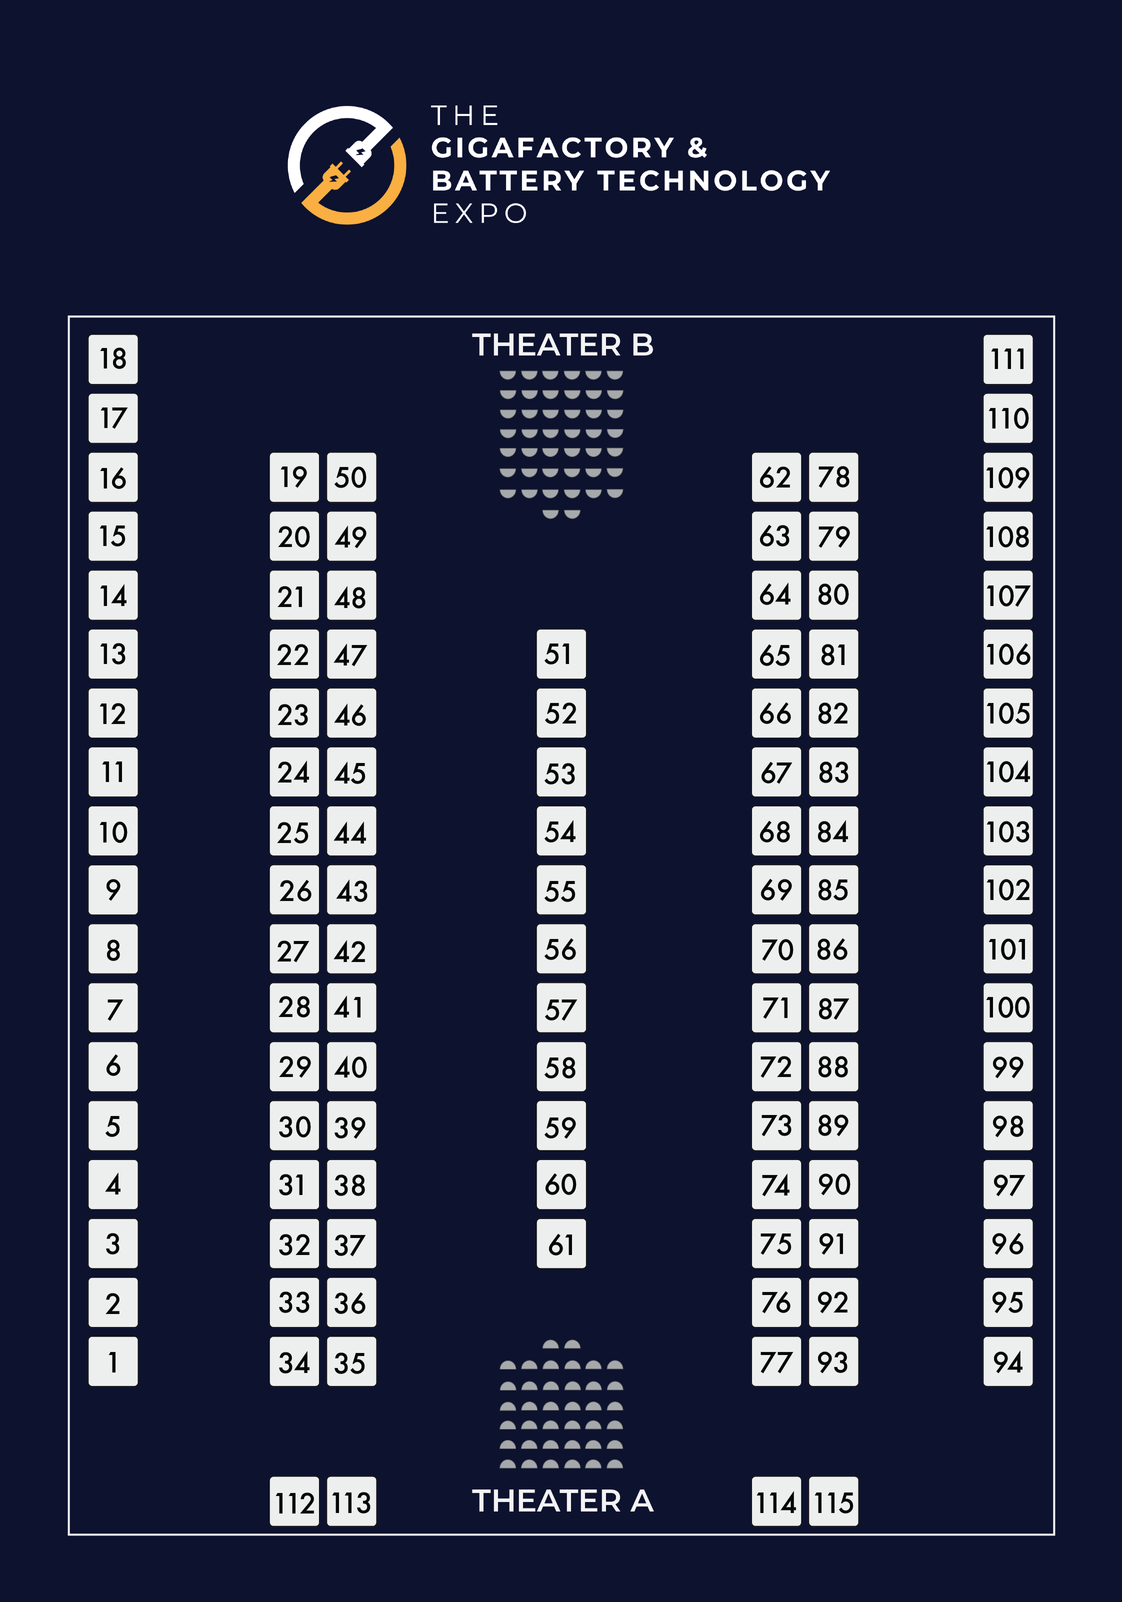 THE
GIGAFACTORY &
BATTERY TECHNOLOGY
EXPO
18 THEATER B 111
17 110
16 19 50 62 78 109
15 20 49 63 79 108
14 21 48 64 80 107
13 22 47 51 65 81 106
12 23 46 52 66 82 105
11 24 45 53 67 83 104
10 25 44 54 68 84 103
9 26 43 55 69 85 102
8 27 42 56 70 86 101
7 28 41 57 71 87 100
6 29 40 58 72 88 99
5 30 39 59 73 89 98
4 31 38 60 74 90 97
3 32 37 61 75 91 96
2 33 36 76 92 95
1 34 35 77 93 94
112 113 THEATER A 114 115